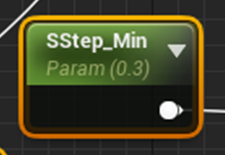 SStep_Min
Param (0.3)